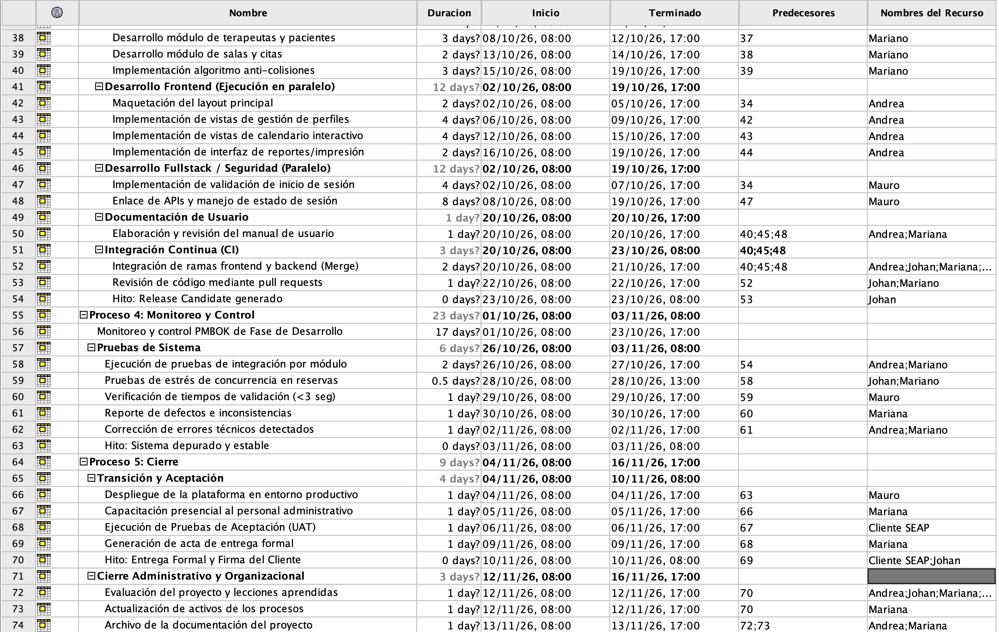 Nombre Duracion Inicio Terminado Predecesores Nombres del Recurso
38 Desarrollo módulo de terapeutas y pacientes 3 days? 08/10/26, 08:00 12/10/26, 17:00 37 Mariano
39 Desarrollo módulo de salas y citas 2 days? 13/10/26, 08:00 14/10/26, 17:00 38 Mariano
40 Implementación algoritmo anti-colisiones 3 days? 15/10/26, 08:00 19/10/26, 17:00 39 Mariano
41 Desarrollo Frontend (Ejecución en paralelo) 12 days? 02/10/26, 08:00 19/10/26, 17:00
42 Maquetación del layout principal 2 days? 02/10/26, 08:00 05/10/26, 17:00 34 Andrea
43 Implementación de vistas de gestión de perfiles 4 days? 06/10/26, 08:00 09/10/26, 17:00 42 Andrea
44 Implementación de vistas de calendario interactivo 4 days? 12/10/26, 08:00 15/10/26, 17:00 43 Andrea
45 Implementación de interfaz de reportes/impresión 2 days? 16/10/26, 08:00 19/10/26, 17:00 44 Andrea
46 Desarrollo Fullstack / Seguridad (Paralelo) 12 days? 02/10/26, 08:00 19/10/26, 17:00
47 Implementación de validación de inicio de sesión 4 days? 02/10/26, 08:00 07/10/26, 17:00 34 Mauro
48 Enlace de APIs y manejo de estado de sesión 8 days? 08/10/26, 08:00 19/10/26, 17:00 47 Mauro
49 Documentación de Usuario 1 day? 20/10/26, 08:00 20/10/26, 17:00
50 Elaboración y revisión del manual de usuario 1 day? 20/10/26, 08:00 20/10/26, 17:00 40;45;48 Andrea;Mariana
51 Integración Continua (CI) 3 days? 20/10/26, 08:00 23/10/26, 08:00 40;45;48
52 Integración de ramas frontend y backend (Merge) 2 days? 20/10/26, 08:00 21/10/26, 17:00 40;45;48 Andrea;Johan;Mariana;...
53 Revisión de código mediante pull requests 1 day? 22/10/26, 08:00 22/10/26, 17:00 52 Johan;Mariano
54 Hito: Release Candidate generado 0 days? 23/10/26, 08:00 23/10/26, 08:00 53 Johan
55 Proceso 4: Monitoreo y Control 23 days? 01/10/26, 08:00 03/11/26, 08:00
56 Monitoreo y control PMBOK de Fase de Desarrollo 17 days? 01/10/26, 08:00 23/10/26, 17:00
57 Pruebas de Sistema 6 days? 26/10/26, 08:00 03/11/26, 08:00
58 Ejecución de pruebas de integración por módulo 2 days? 26/10/26, 08:00 27/10/26, 17:00 54 Andrea;Mariano
59 Pruebas de estrés de concurrencia en reservas 0.5 days? 28/10/26, 08:00 28/10/26, 13:00 58 Johan;Mariano
60 Verificación de tiempos de validación (<3 seg) 1 day? 29/10/26, 08:00 29/10/26, 17:00 59 Mauro
61 Reporte de defectos e inconsistencias 1 day? 30/10/26, 08:00 30/10/26, 17:00 60 Mariana
62 Corrección de errores técnicos detectados 1 day? 02/11/26, 08:00 02/11/26, 17:00 61 Andrea;Mariano
63 Hito: Sistema depurado y estable 0 days? 03/11/26, 08:00 03/11/26, 08:00
64 Proceso 5: Cierre 9 days? 04/11/26, 08:00 16/11/26, 17:00
65 Transición y Aceptación 4 days? 04/11/26, 08:00 10/11/26, 08:00
66 Despliegue de la plataforma en entorno productivo 1 day? 04/11/26, 08:00 04/11/26, 17:00 63 Mauro
67 Capacitación presencial al personal administrativo 1 day? 05/11/26, 08:00 05/11/26, 17:00 66 Mariana
68 Ejecución de Pruebas de Aceptación (UAT) 1 day? 06/11/26, 08:00 06/11/26, 17:00 67 Cliente SEAP
69 Generación de acta de entrega formal 1 day? 09/11/26, 08:00 09/11/26, 17:00 68 Mariana
70 Hito: Entrega Formal y Firma del Cliente 0 days? 10/11/26, 08:00 10/11/26, 08:00 69 Cliente SEAP;Johan
71 Cierre Administrativo y Organizacional 3 days? 12/11/26, 08:00 16/11/26, 17:00
72 Evaluación del proyecto y lecciones aprendidas 1 day? 12/11/26, 08:00 12/11/26, 17:00 70 Andrea;Johan;Mariana;...
73 Actualización de activos de los procesos 1 day? 12/11/26, 08:00 12/11/26, 17:00 70 Mariana
74 Archivo de la documentación del proyecto 1 day? 13/11/26, 08:00 13/11/26, 17:00 72;73 Andrea;Mariana